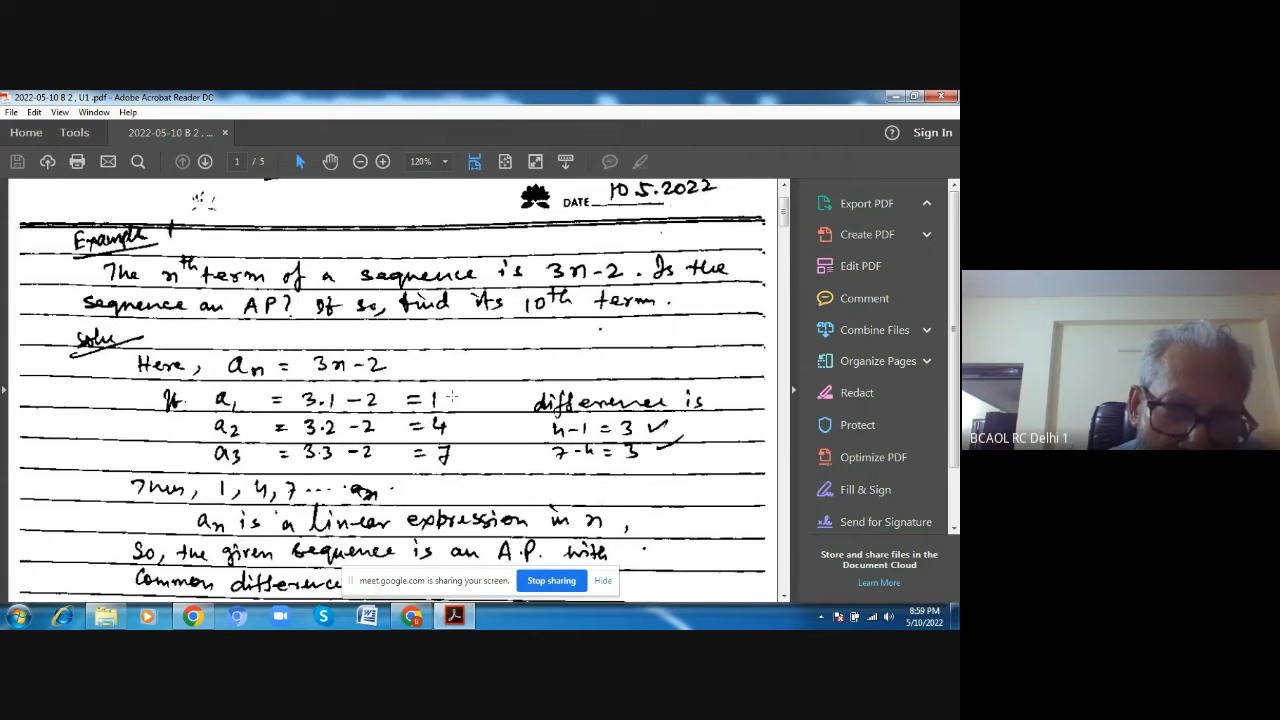 2022-05-10 B 2 , U1 .pdf - Adobe Acrobat Reader DC
File Edit View Window Help
Home Tools 2022-05-10 B 2 , ... × Sign In
1 / 5 120%
DATE 10.5.2022
Example 1
The nth term of a sequence is 3n-2. Is the
sequence an AP? If so, find its 10th term.
Soln
Here, an = 3n-2
a1 = 3.1 - 2 = 1 difference is
a2 = 3.2 - 2 = 4 4-1 = 3 ✓
a3 = 3.3 - 2 = 7 7-4 = 3 ✓
Thus, 1, 4, 7 .... an.
an is a linear expression in n,
So, the given sequence is an A.P. with
Common difference
meet.google.com is sharing your screen. Stop sharing Hide
Export PDF
Create PDF
Edit PDF
Comment
Combine Files
Organize Pages
Redact
Protect
Optimize PDF
Fill & Sign
Send for Signature
Store and share files in the
Document Cloud
Learn More
BCAOL RC Delhi 1
8:59 PM
5/10/2022